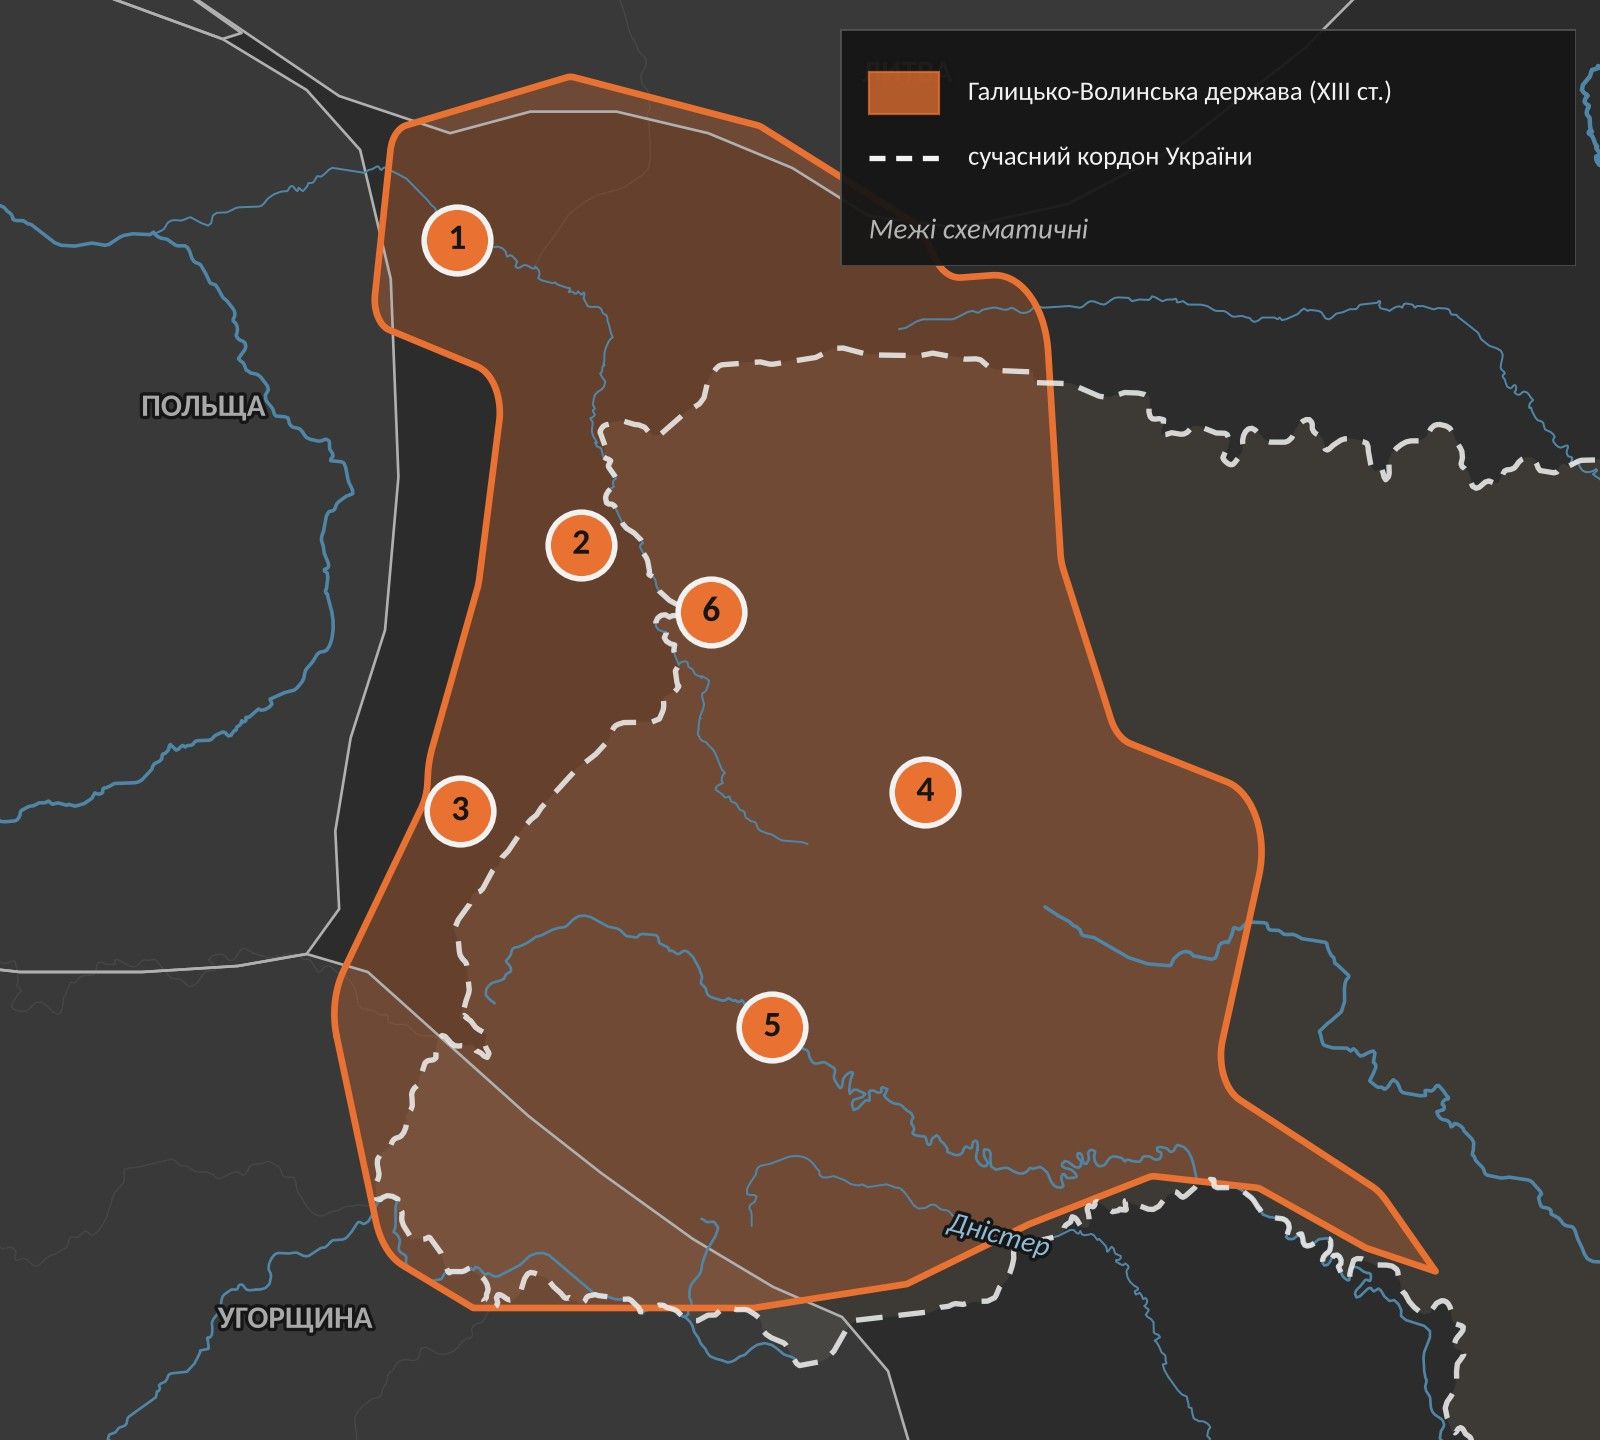 ЛИТВА
Галицько-Волинська держава (XIII ст.)
сучасний кордон України
Межі схематичні
1
ПОЛЬЩА
2
6
4
3
5
Дністер
УГОРЩИНА